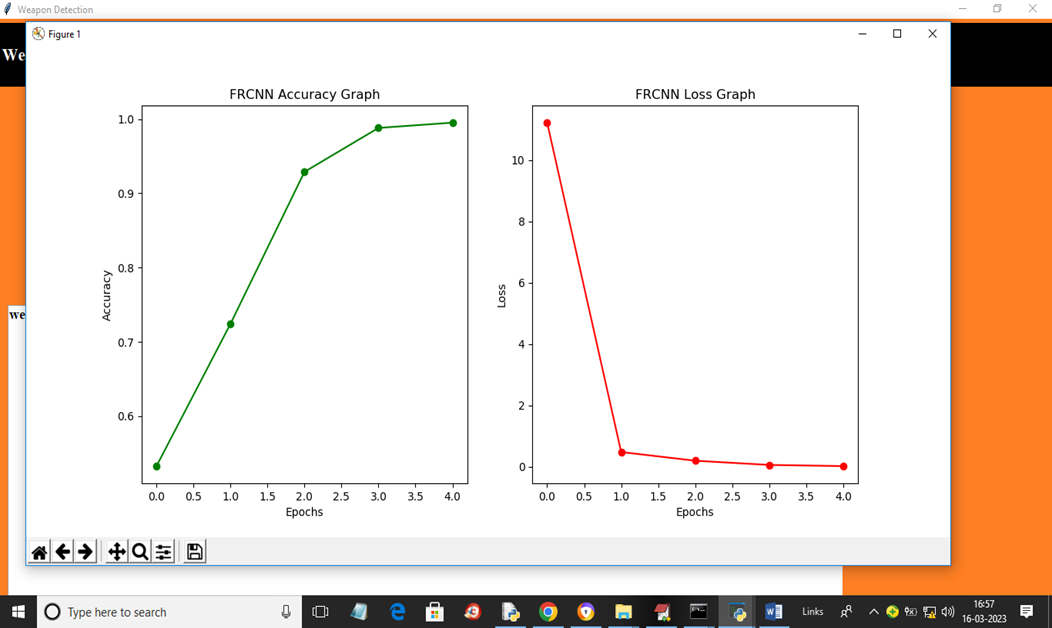 Weapon Detection
We
Figure 1
FRCNN Accuracy Graph
1.0
0.9
0.8
0.7
0.6
Accuracy
0.0 0.5 1.0 1.5 2.0 2.5 3.0 3.5 4.0
Epochs
FRCNN Loss Graph
10
8
6
4
2
0
Loss
0.0 0.5 1.0 1.5 2.0 2.5 3.0 3.5 4.0
Epochs
we
Type here to search
Links
16:57
16-03-2023